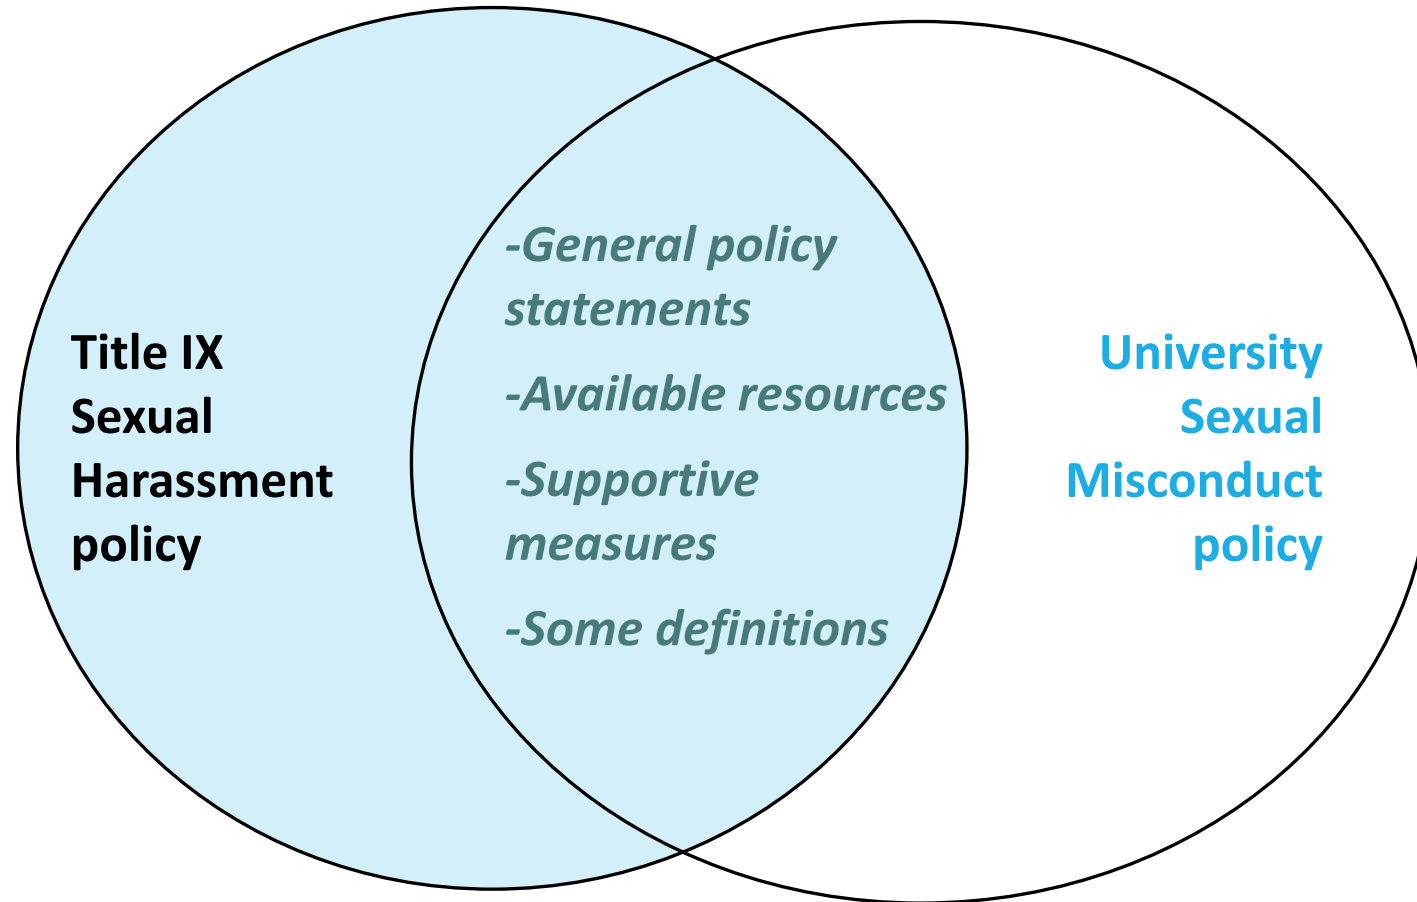 Title IX
Sexual
Harassment
policy
-General policy
statements
-Available resources
-Supportive
measures
-Some definitions
University
Sexual
Misconduct
policy